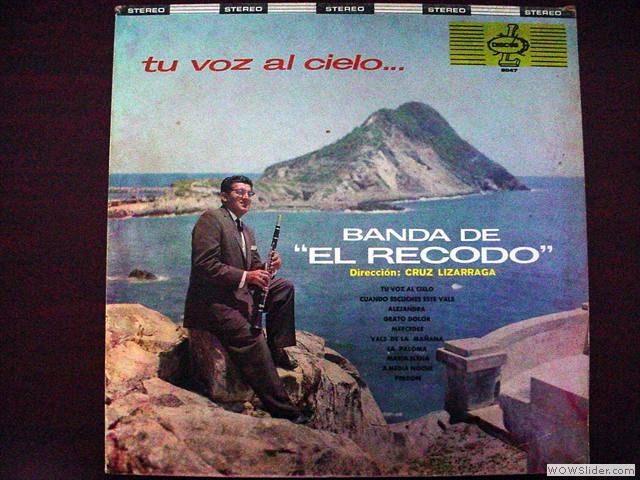 STEREO STEREO STEREO STEREO STEREO
tu voz al cielo...
DISCOS
8047
BANDA DE
"EL RECODO"
Dirección: CRUZ LIZARRAGA
TU VOZ AL CIELO
CUANDO ESCUCHES ESTE VALS
ALEJANDRA
GRATO DOLOR
MERCEDES
VALS DE LA MAÑANA
LA PALOMA
MARIA ELENA
A MEDIA NOCHE
PERDON
WOWSlider.com